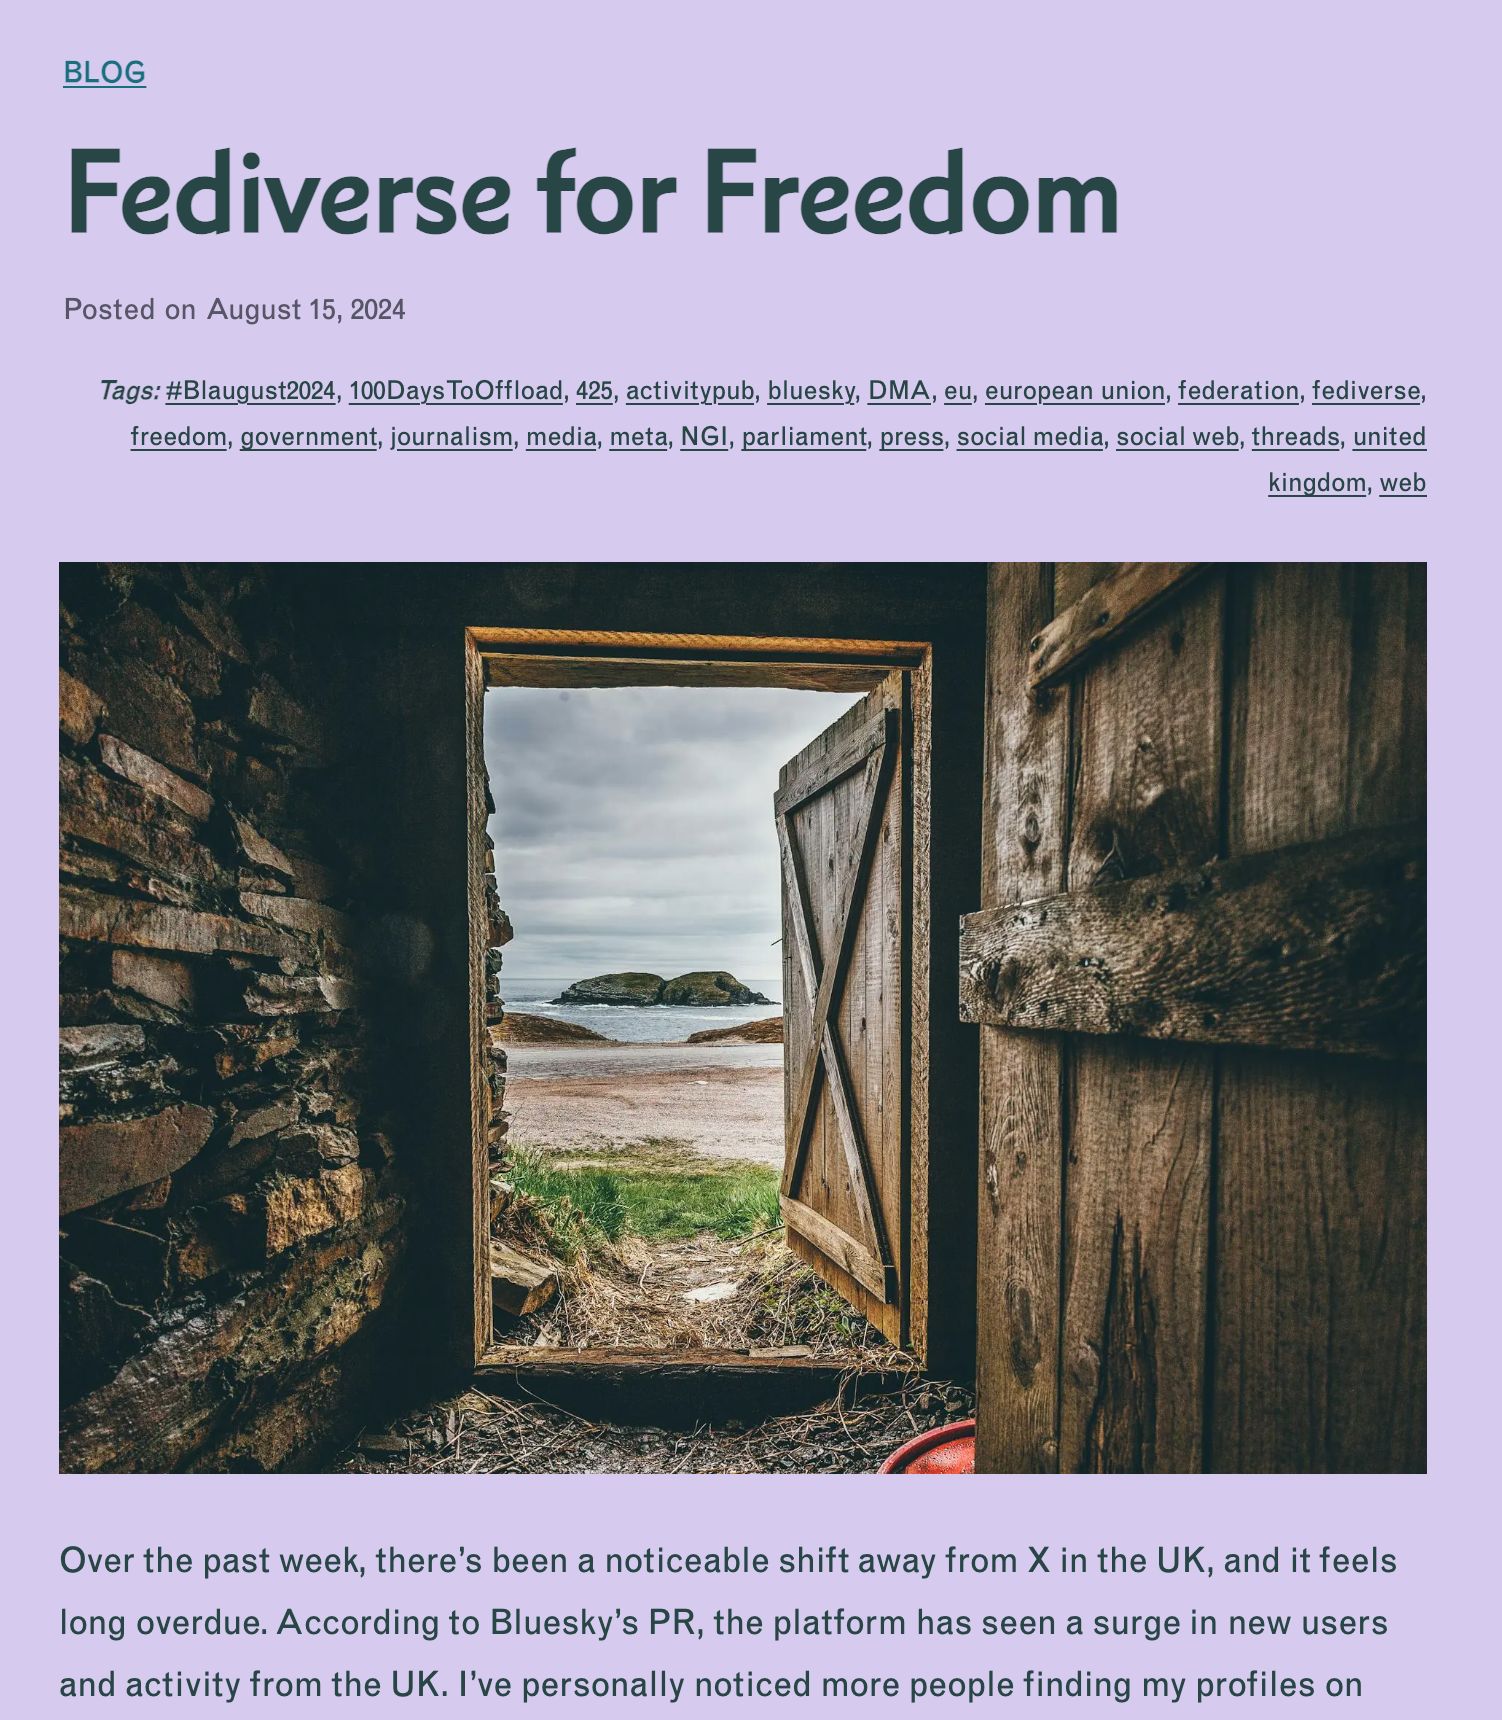 BLOG
Fediverse for Freedom
Posted on August 15, 2024
Tags: #Blaugust2024, 100DaysToOffload, 425, activitypub, bluesky, DMA, eu, european union, federation, fediverse,
freedom, government, journalism, media, meta, NGI, parliament, press, social media, social web, threads, united
kingdom, web
Over the past week, there’s been a noticeable shift away from X in the UK, and it feels
long overdue. According to Bluesky’s PR, the platform has seen a surge in new users
and activity from the UK. I’ve personally noticed more people finding my profiles on